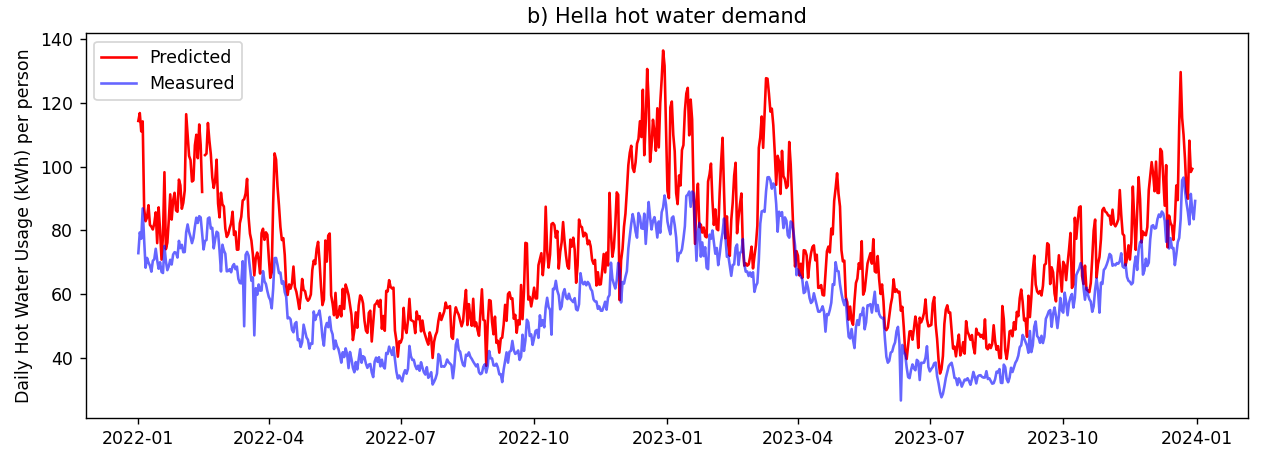 b) Hella hot water demand
Daily Hot Water Usage (kWh) per person
140
120
100
80
60
40
Predicted
Measured
2022-01 2022-04 2022-07 2022-10 2023-01 2023-04 2023-07 2023-10 2024-01